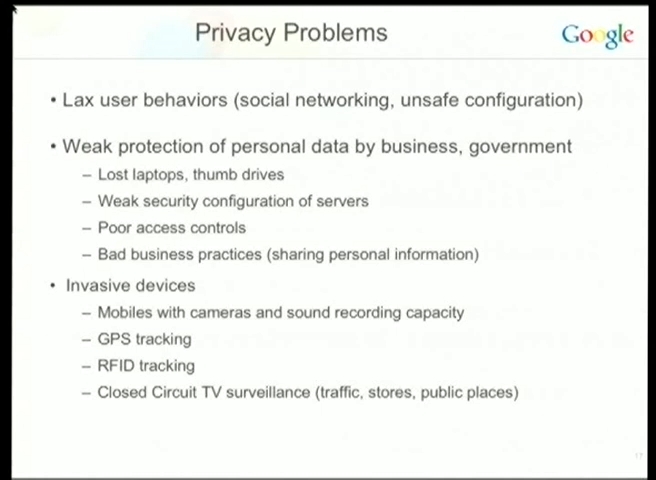 Privacy Problems
Google
• Lax user behaviors (social networking, unsafe configuration)
• Weak protection of personal data by business, government
– Lost laptops, thumb drives
– Weak security configuration of servers
– Poor access controls
– Bad business practices (sharing personal information)
• Invasive devices
– Mobiles with cameras and sound recording capacity
– GPS tracking
– RFID tracking
– Closed Circuit TV surveillance (traffic, stores, public places)
17